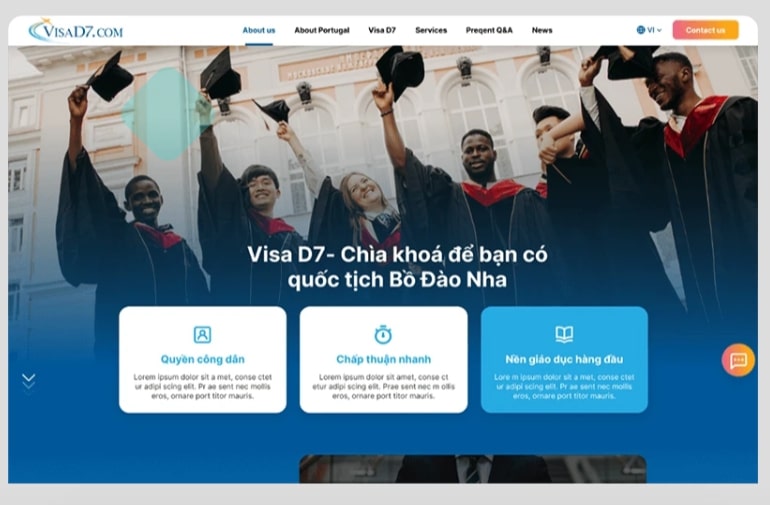 VISAD7.COM
About us
About Portugal
Visa D7
Services
Preqent Q&A
News
VI
Contact us
Visa D7- Chìa khoá để bạn có
quốc tịch Bồ Đào Nha
Quyền công dân
Lorem ipsum dolor sit a met, conse ctet
ur adipi scing elit. Pr ae sent nec mollis
eros, ornare port titor mauris.
Chấp thuận nhanh
Lorem ipsum dolor sit amet, conse ct
etur adipi scing elit. Prae sent nec m ollis
eros, ornare port titor mauris.
Nền giáo dục hàng đầu
Lore m ipsum dolor sit amet, conse ctet
ur adipi scing elit. Prae sent nec mollis
eros, ornare port titor mauris.